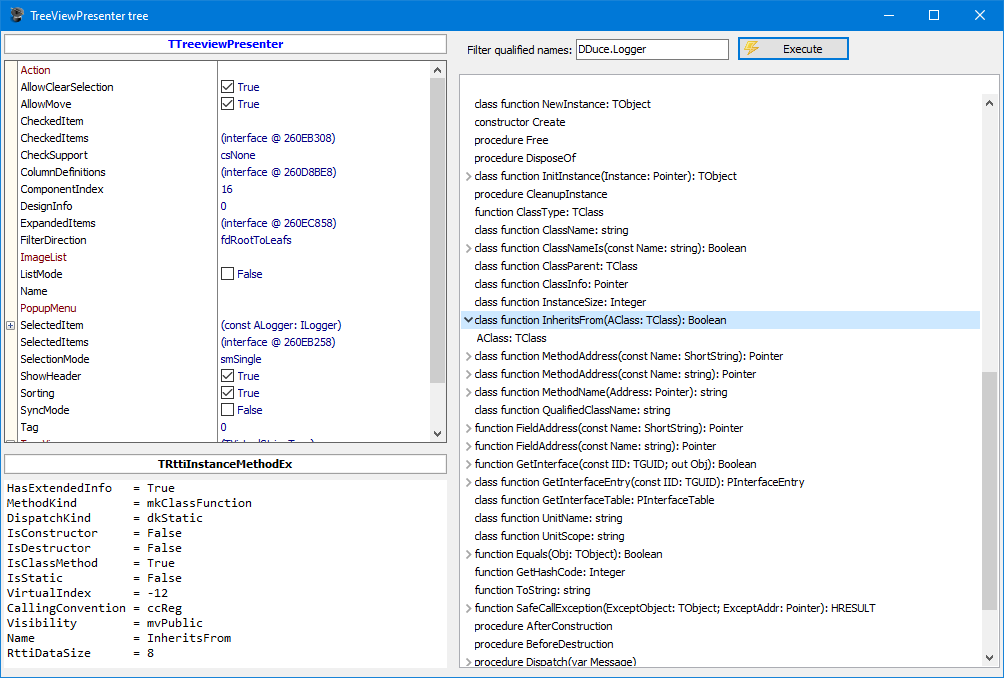 TreeViewPresenter tree
TTreeviewPresenter
Action
AllowClearSelection True
AllowMove True
CheckedItem
CheckedItems (interface @ 260EB308)
CheckSupport csNone
ColumnDefinitions (interface @ 260D8BE8)
ComponentIndex 16
DesignInfo 0
ExpandedItems (interface @ 260EC858)
FilterDirection fdRootToLeafs
ImageList
ListMode False
Name
PopupMenu
SelectedItem (const ALogger: ILogger)
SelectedItems (interface @ 260EB258)
SelectionMode smSingle
ShowHeader True
Sorting True
SyncMode False
Tag 0
TRttiInstanceMethodEx
HasExtendedInfo = True
MethodKind = mkClassFunction
DispatchKind = dkStatic
IsConstructor = False
IsDestructor = False
IsClassMethod = True
IsStatic = False
VirtualIndex = -12
CallingConvention = ccReg
Visibility = mvPublic
Name = InheritsFrom
RttiDataSize = 8
Filter qualified names: DDuce.Logger Execute
class function NewInstance: TObject
constructor Create
procedure Free
procedure DisposeOf
class function InitInstance(Instance: Pointer): TObject
procedure CleanupInstance
function ClassType: TClass
class function ClassName: string
class function ClassNameIs(const Name: string): Boolean
class function ClassParent: TClass
class function ClassInfo: Pointer
class function InstanceSize: Integer
class function InheritsFrom(AClass: TClass): Boolean
AClass: TClass
class function MethodAddress(const Name: ShortString): Pointer
class function MethodAddress(const Name: string): Pointer
class function MethodName(Address: Pointer): string
class function QualifiedClassName: string
function FieldAddress(const Name: ShortString): Pointer
function FieldAddress(const Name: string): Pointer
function GetInterface(const IID: TGUID; out Obj): Boolean
class function GetInterfaceEntry(const IID: TGUID): PInterfaceEntry
class function GetInterfaceTable: PInterfaceTable
class function UnitName: string
class function UnitScope: string
function Equals(Obj: TObject): Boolean
function GetHashCode: Integer
function ToString: string
function SafeCallException(ExceptObject: TObject; ExceptAddr: Pointer): HRESULT
procedure AfterConstruction
procedure BeforeDestruction
procedure Dispatch(var Message)